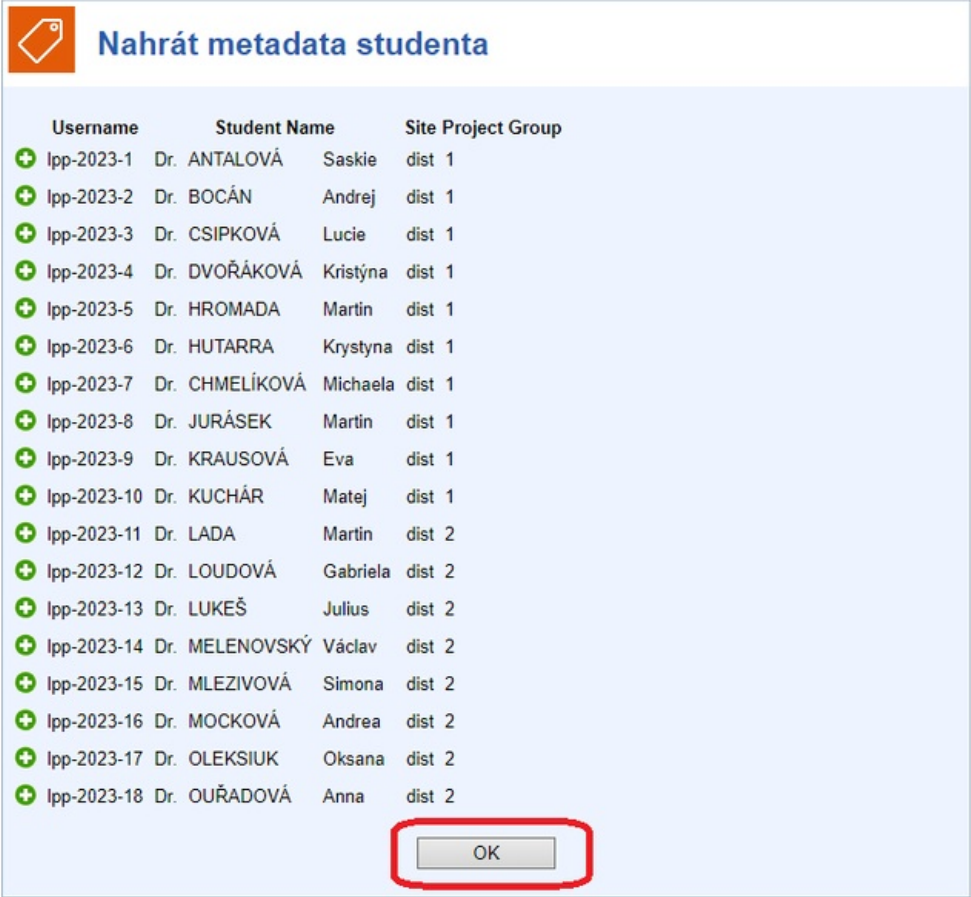 Nahrát metadata studenta
Username Student Name Site Project Group
lpp-2023-1 Dr. ANTALOVÁ Saskie dist 1
lpp-2023-2 Dr. BOCÁN Andrej dist 1
lpp-2023-3 Dr. CSIPKOVÁ Lucie dist 1
lpp-2023-4 Dr. DVOŘÁKOVÁ Kristýna dist 1
lpp-2023-5 Dr. HROMADA Martin dist 1
lpp-2023-6 Dr. HUTARRA Krystyna dist 1
lpp-2023-7 Dr. CHMELÍKOVÁ Michaela dist 1
lpp-2023-8 Dr. JURÁSEK Martin dist 1
lpp-2023-9 Dr. KRAUSOVÁ Eva dist 1
lpp-2023-10 Dr. KUCHÁR Matej dist 1
lpp-2023-11 Dr. LADA Martin dist 2
lpp-2023-12 Dr. LOUDOVÁ Gabriela dist 2
lpp-2023-13 Dr. LUKEŠ Julius dist 2
lpp-2023-14 Dr. MELENOVSKÝ Václav dist 2
lpp-2023-15 Dr. MLEZIVOVÁ Simona dist 2
lpp-2023-16 Dr. MOCKOVÁ Andrea dist 2
lpp-2023-17 Dr. OLEKSIUK Oksana dist 2
lpp-2023-18 Dr. OUŘADOVÁ Anna dist 2
OK